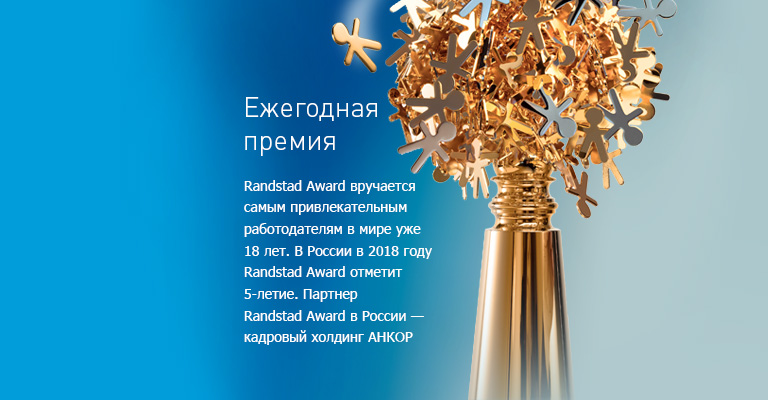 Ежегодная
премия
Randstad Award вручается
самым привлекательным
работодателям в мире уже
18 лет. В России в 2018 году
Randstad Award отметит
5-летие. Партнер
Randstad Award в России —
кадровый холдинг АНКОР